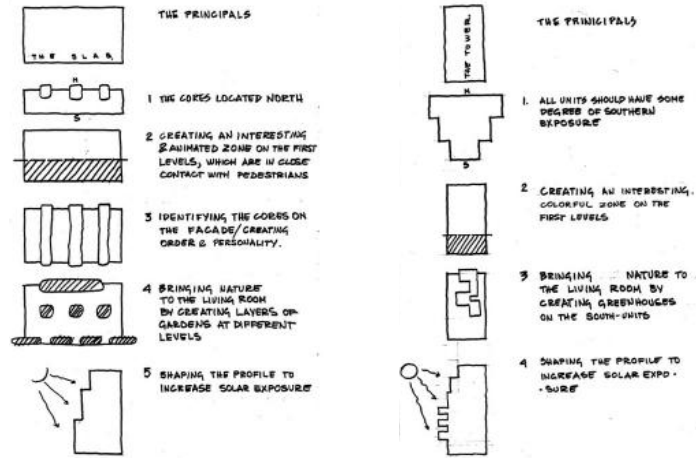 THE PRINCIPALS
THE SLAB
N
S
1 THE CORES LOCATED NORTH
2 CREATING AN INTERESTING
& ANIMATED ZONE ON THE FIRST
LEVELS, WHICH ARE IN CLOSE
CONTACT WITH PEDESTRIANS
3 IDENTIFYING THE CORES ON
THE FACADE/CREATING
ORDER & PERSONALITY.
4 BRINGING NATURE
TO THE LIVING ROOM
BY CREATING LAYERS OF
GARDENS AT DIFFERENT
LEVELS
5 SHAPING THE PROFILE TO
INCREASE SOLAR EXPOSURE
THE PRINICIPALS
THE TOWER
N
S
1. ALL UNITS SHOULD HAVE SOME
DEGREE OF SOUTHERN
EXPOSURE
2 CREATING AN INTERESTING,
COLORFUL ZONE ON THE
FIRST LEVELS
3 BRINGING NATURE TO
THE LIVING ROOM BY
CREATING GREENHOUSES
ON THE SOUTH-UNITS
4 SHAPING THE PROFILE TO
INCREASE SOLAR EXPO-
-SURE